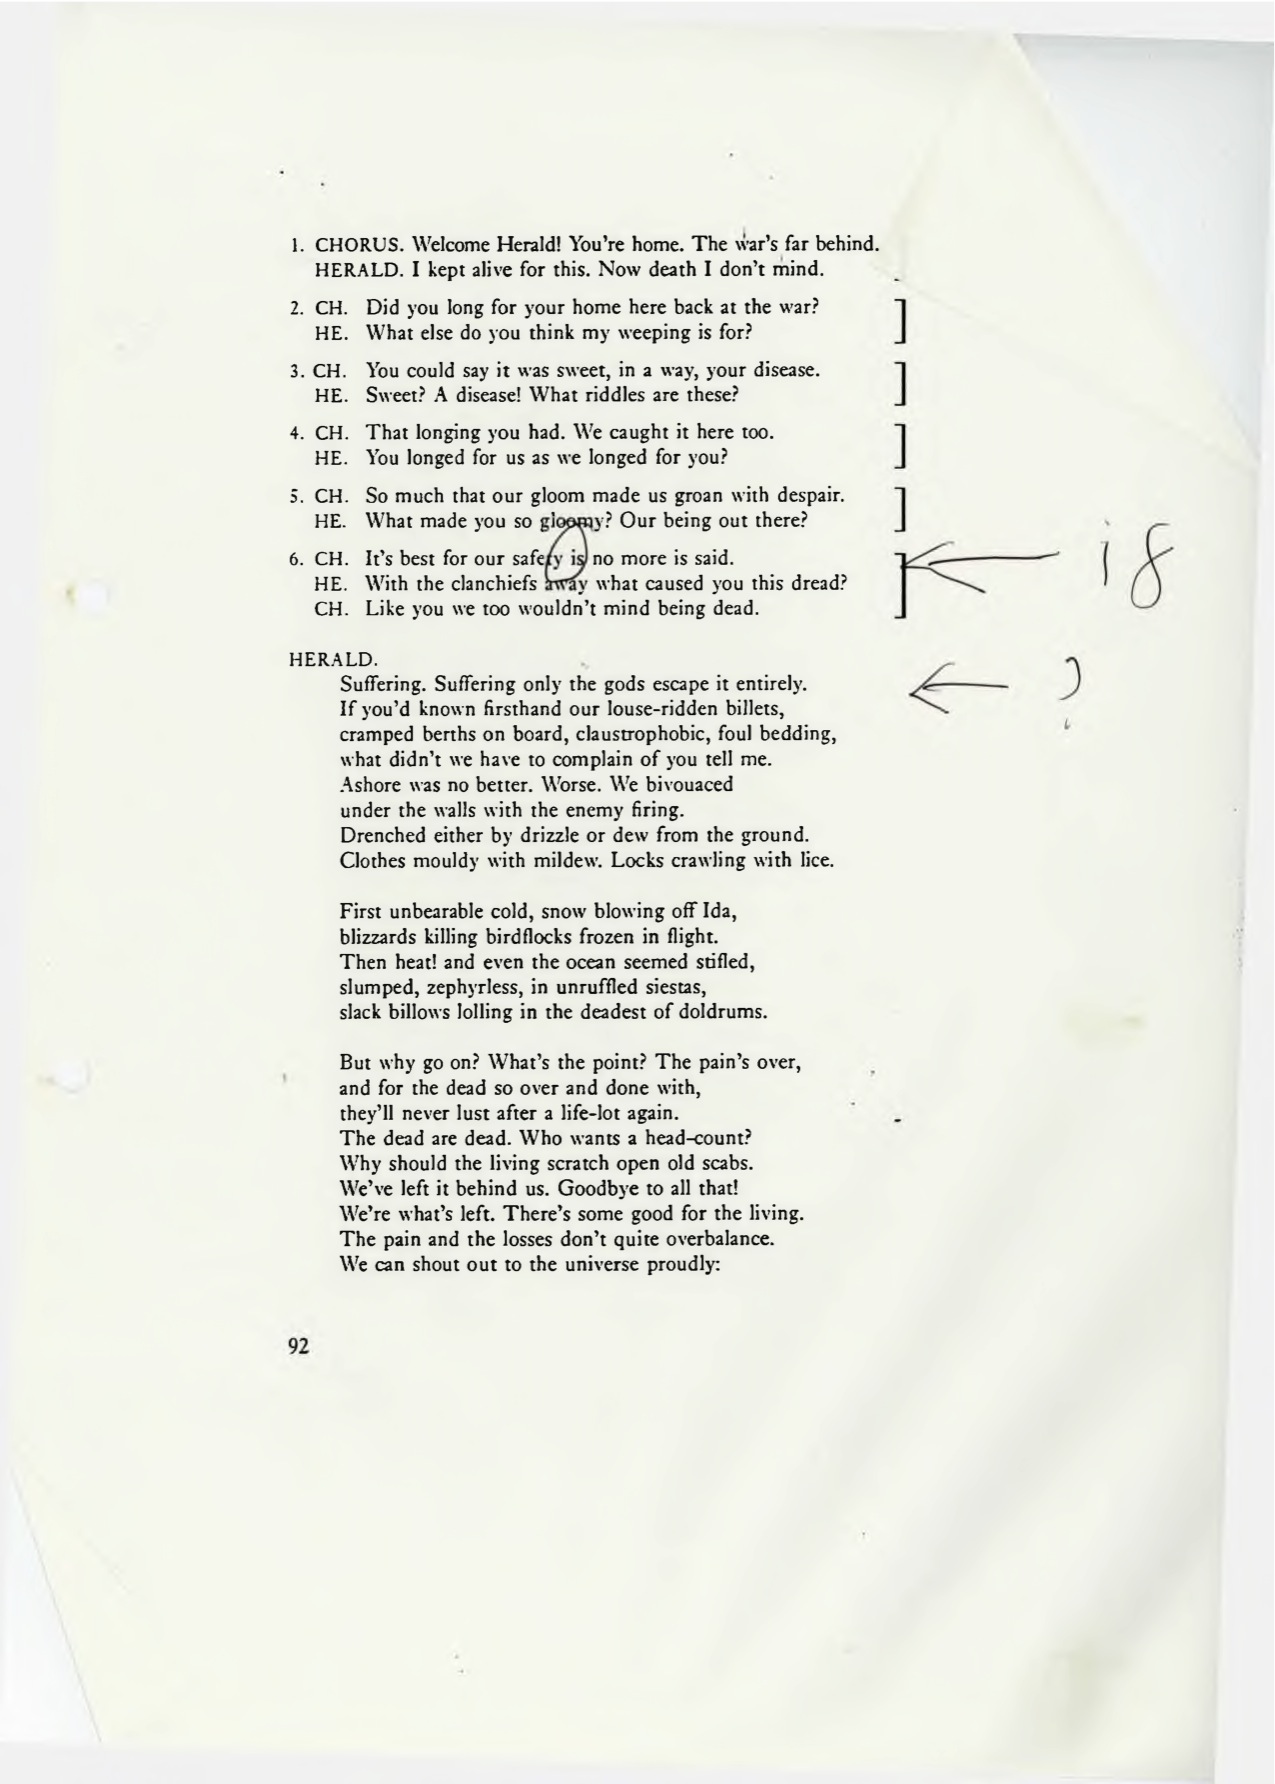 1. CHORUS. Welcome Herald! You're home. The war's far behind.
HERALD. I kept alive for this. Now death I don't mind.
2. CH. Did you long for your home here back at the war? ]
HE. What else do you think my weeping is for?
3. CH. You could say it was sweet, in a way, your disease. ]
HE. Sweet? A disease! What riddles are these?
4. CH. That longing you had. We caught it here too. ]
HE. You longed for us as we longed for you?
5. CH. So much that our gloom made us groan with despair. ]
HE. What made you so gloomy? Our being out there?
6. CH. It's best for our safety is no more is said. ]
HE. With the clanchiefs away what caused you this dread?
CH. Like you we too wouldn't mind being dead.
HERALD.
Suffering. Suffering only the gods escape it entirely.
?
If you'd known firsthand our louse-ridden billets,
cramped berths on board, claustrophobic, foul bedding,
what didn't we have to complain of you tell me.
Ashore was no better. Worse. We bivouaced
under the walls with the enemy firing.
Drenched either by drizzle or dew from the ground.
Clothes mouldy with mildew. Locks crawling with lice.
First unbearable cold, snow blowing off Ida,
blizzards killing birdflocks frozen in flight.
Then heat! and even the ocean seemed stifled,
slumped, zephyrless, in unruffled siestas,
slack billows lolling in the deadest of doldrums.
But why go on? What's the point? The pain's over,
and for the dead so over and done with,
they'll never lust after a life-lot again.
The dead are dead. Who wants a head-count?
Why should the living scratch open old scabs.
We've left it behind us. Goodbye to all that!
We're what's left. There's some good for the living.
The pain and the losses don't quite overbalance.
We can shout out to the universe proudly:
92